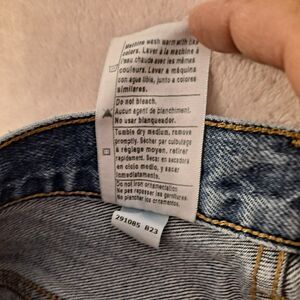 Machine wash warm with like
colors. Laver à la machine à
l'eau chaude avec les mêmes
couleurs. Lavar a máquina
con agua tibia, junto a colores
similares.
Do not bleach.
Aucun agent de blanchiment.
No usar blanqueador.
Tumble dry medium, remove
promptly. Sécher par culbutage
à réglage moyen, retirer
rapidement. Secar en secadora
en ciclo medio, y sacar
inmediatamente.
Do not iron ornamentation
Ne pas repasser les ornements.
No planchar los ornamentos.
291085 B23